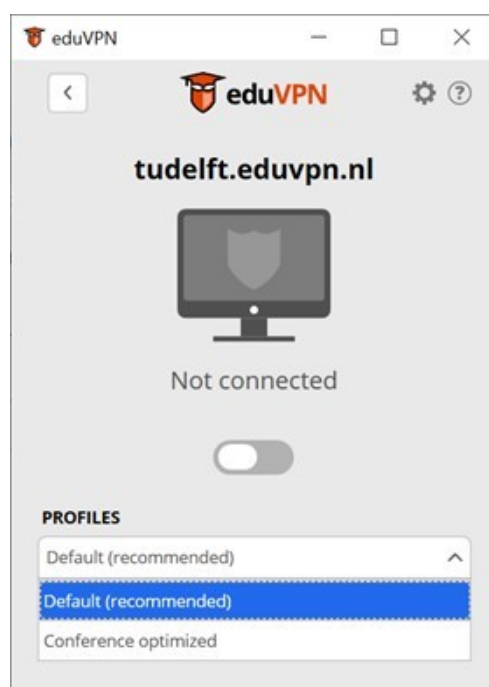 eduVPN
eduVPN
tudelft.eduvpn.nl
Not connected
PROFILES
Default (recommended)
Default (recommended)
Conference optimized